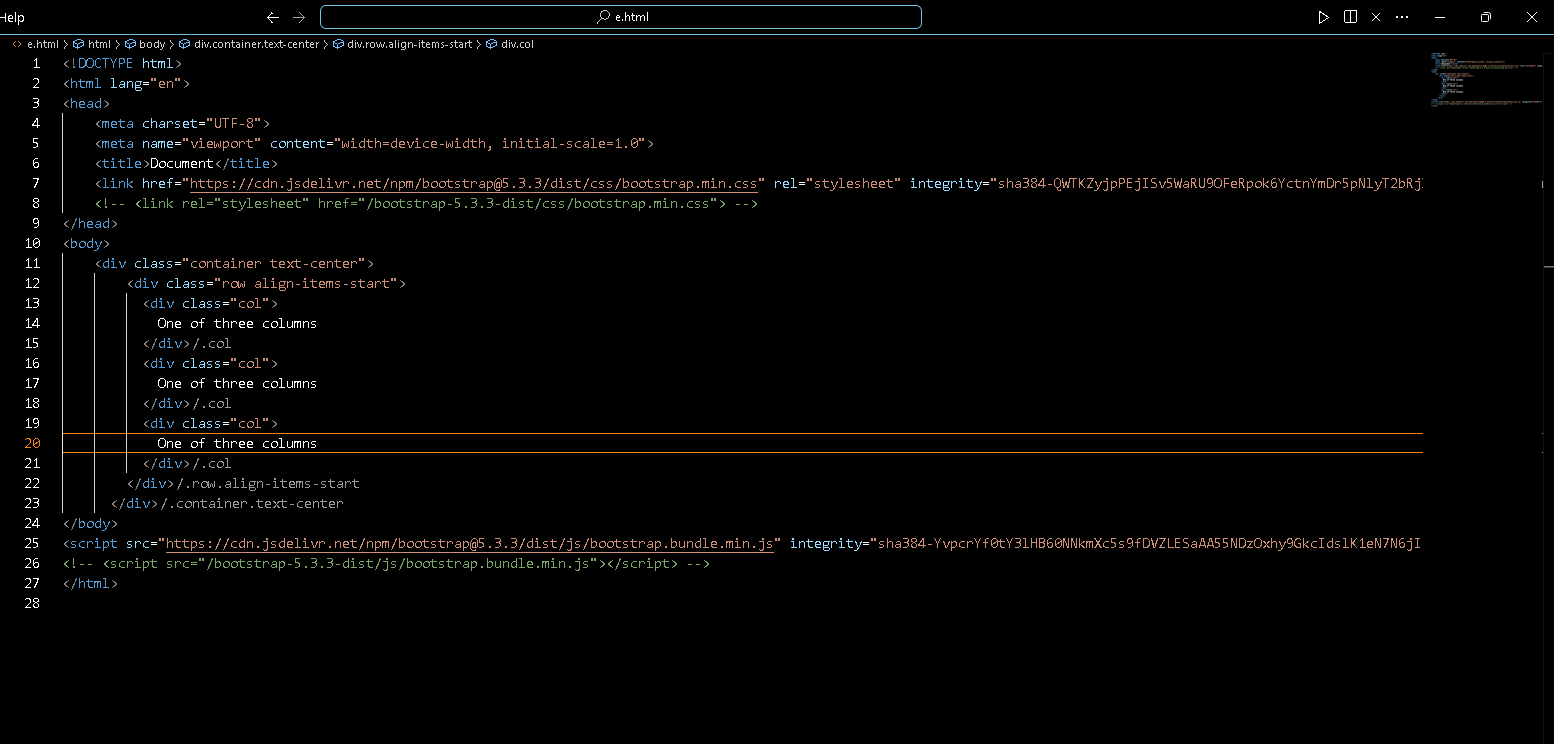 Help
e.html
e.html > html > body > div.container.text-center > div.row.align-items-start > div.col
1 <!DOCTYPE html>
2 <html lang="en">
3 <head>
4 <meta charset="UTF-8">
5 <meta name="viewport" content="width=device-width, initial-scale=1.0">
6 <title>Document</title>
7 <link href="https://cdn.jsdelivr.net/npm/bootstrap@5.3.3/dist/css/bootstrap.min.css" rel="stylesheet" integrity="sha384-QWTKZyjpPEjISv5WaRU9OFeRpok6YctnYmDr5pNlyT2bRj
8 <!-- <link rel="stylesheet" href="/bootstrap-5.3.3-dist/css/bootstrap.min.css"> -->
9 </head>
10 <body>
11 <div class="container text-center">
12 <div class="row align-items-start">
13 <div class="col">
14 One of three columns
15 </div>/.col
16 <div class="col">
17 One of three columns
18 </div>/.col
19 <div class="col">
20 One of three columns
21 </div>/.col
22 </div>/.row.align-items-start
23 </div>/.container.text-center
24 </body>
25 <script src="https://cdn.jsdelivr.net/npm/bootstrap@5.3.3/dist/js/bootstrap.bundle.min.js" integrity="sha384-YvpcrYf0tY3lHB60NNkmXc5s9fDVZLESaAA55NDzOxhy9GkcIdslK1eN7N6jI
26 <!-- <script src="/bootstrap-5.3.3-dist/js/bootstrap.bundle.min.js"></script> -->
27 </html>
28